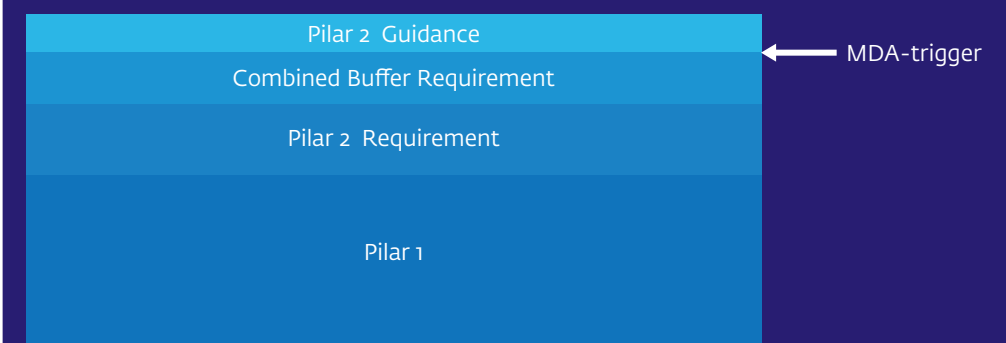 Pilar 2 Guidance
MDA-trigger
Combined Buffer Requirement
Pilar 2 Requirement
Pilar 1